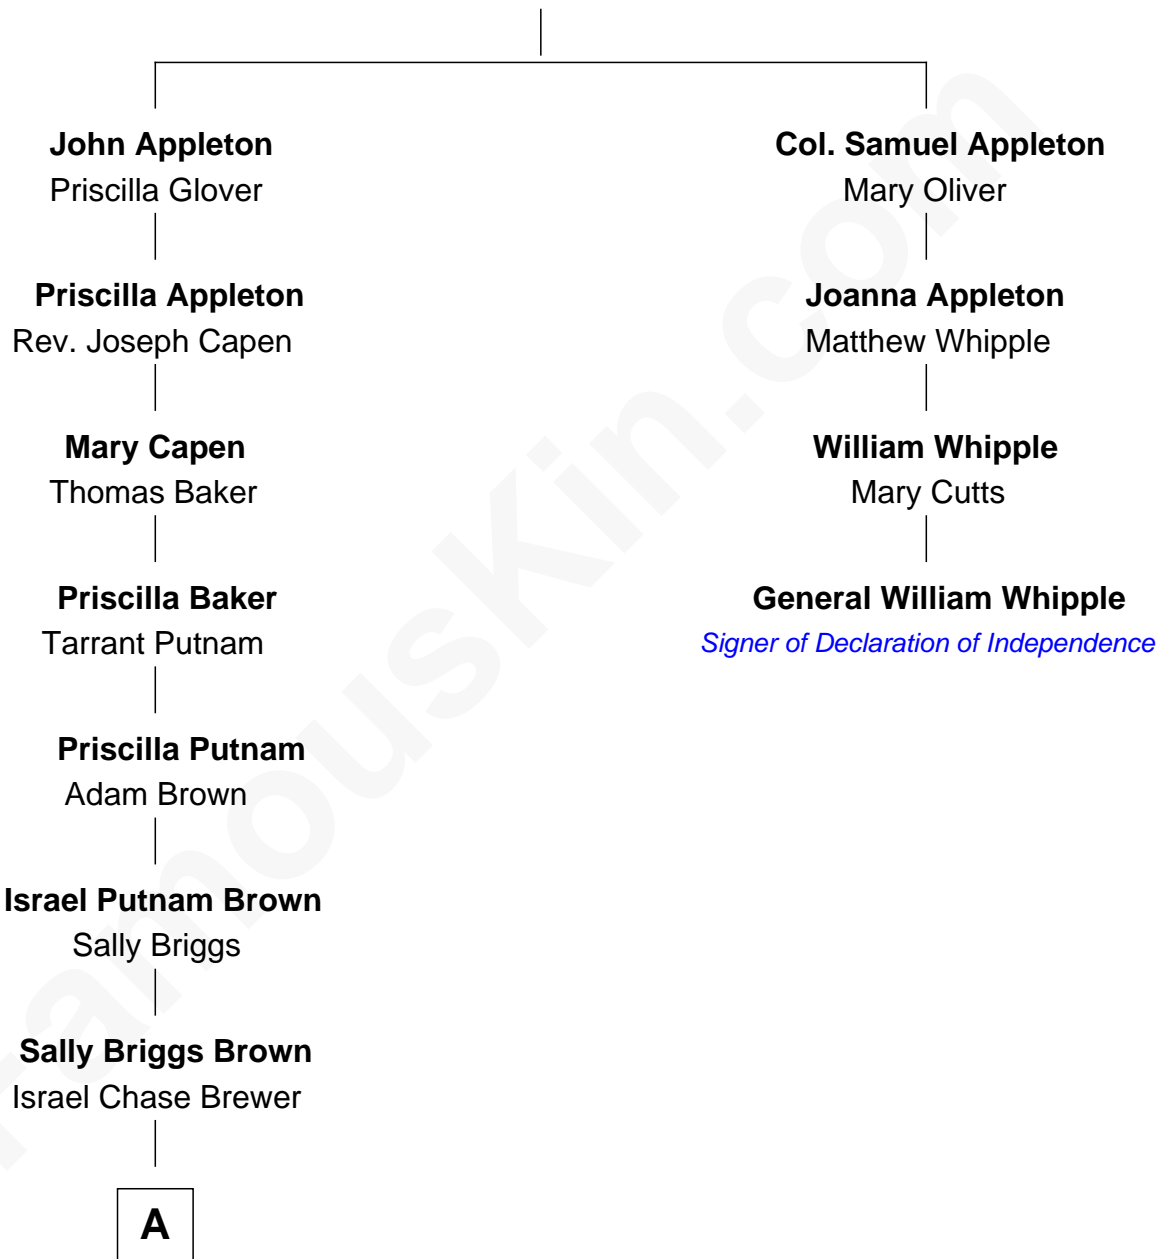 John Appleton
Priscilla Glover
Priscilla Appleton
Rev. Joseph Capen
Mary Capen
Thomas Baker
Priscilla Baker
Tarrant Putnam
Priscilla Putnam
Adam Brown
Israel Putnam Brown
Sally Briggs
Sally Briggs Brown
Israel Chase Brewer
A
Col. Samuel Appleton
Mary Oliver
Joanna Appleton
Matthew Whipple
William Whipple
Mary Cutts
General William Whipple
Signer of Declaration of Independence
FamousKin.com